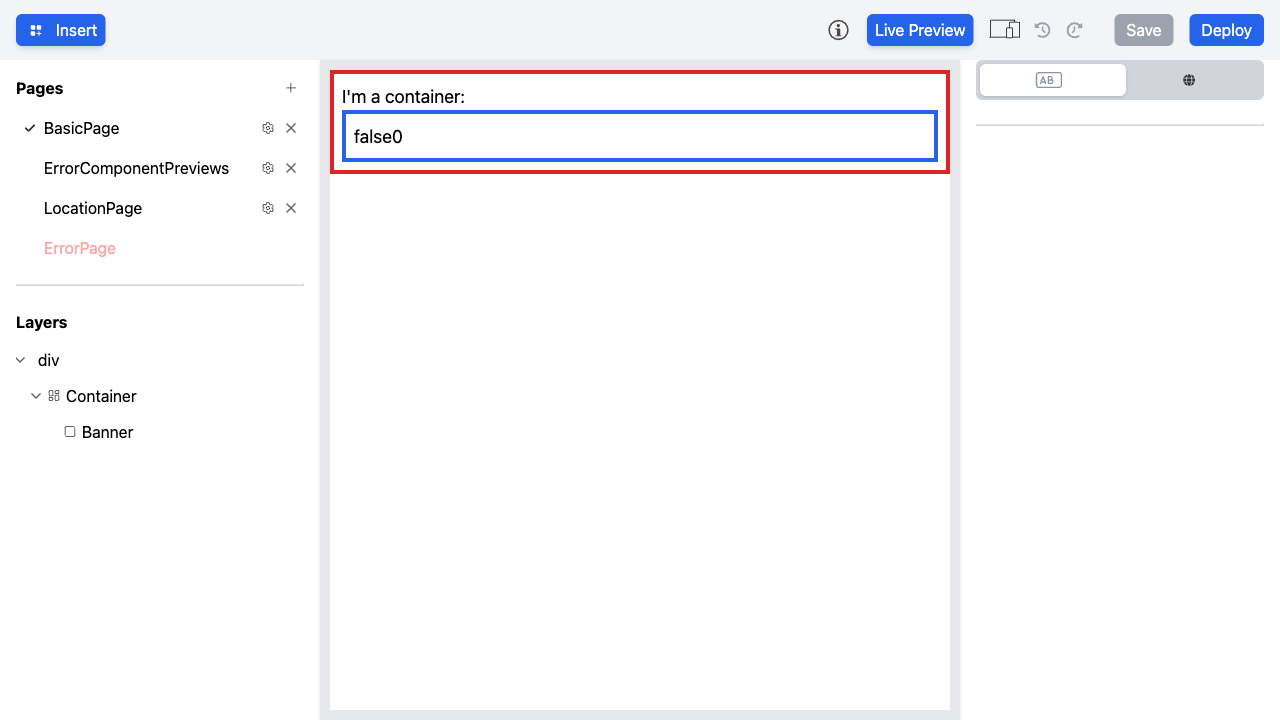 Insert
Live Preview
Save
Deploy
Pages
BasicPage
ErrorComponentPreviews
LocationPage
ErrorPage
Layers
div
Container
Banner
I'm a container:
false0
AB